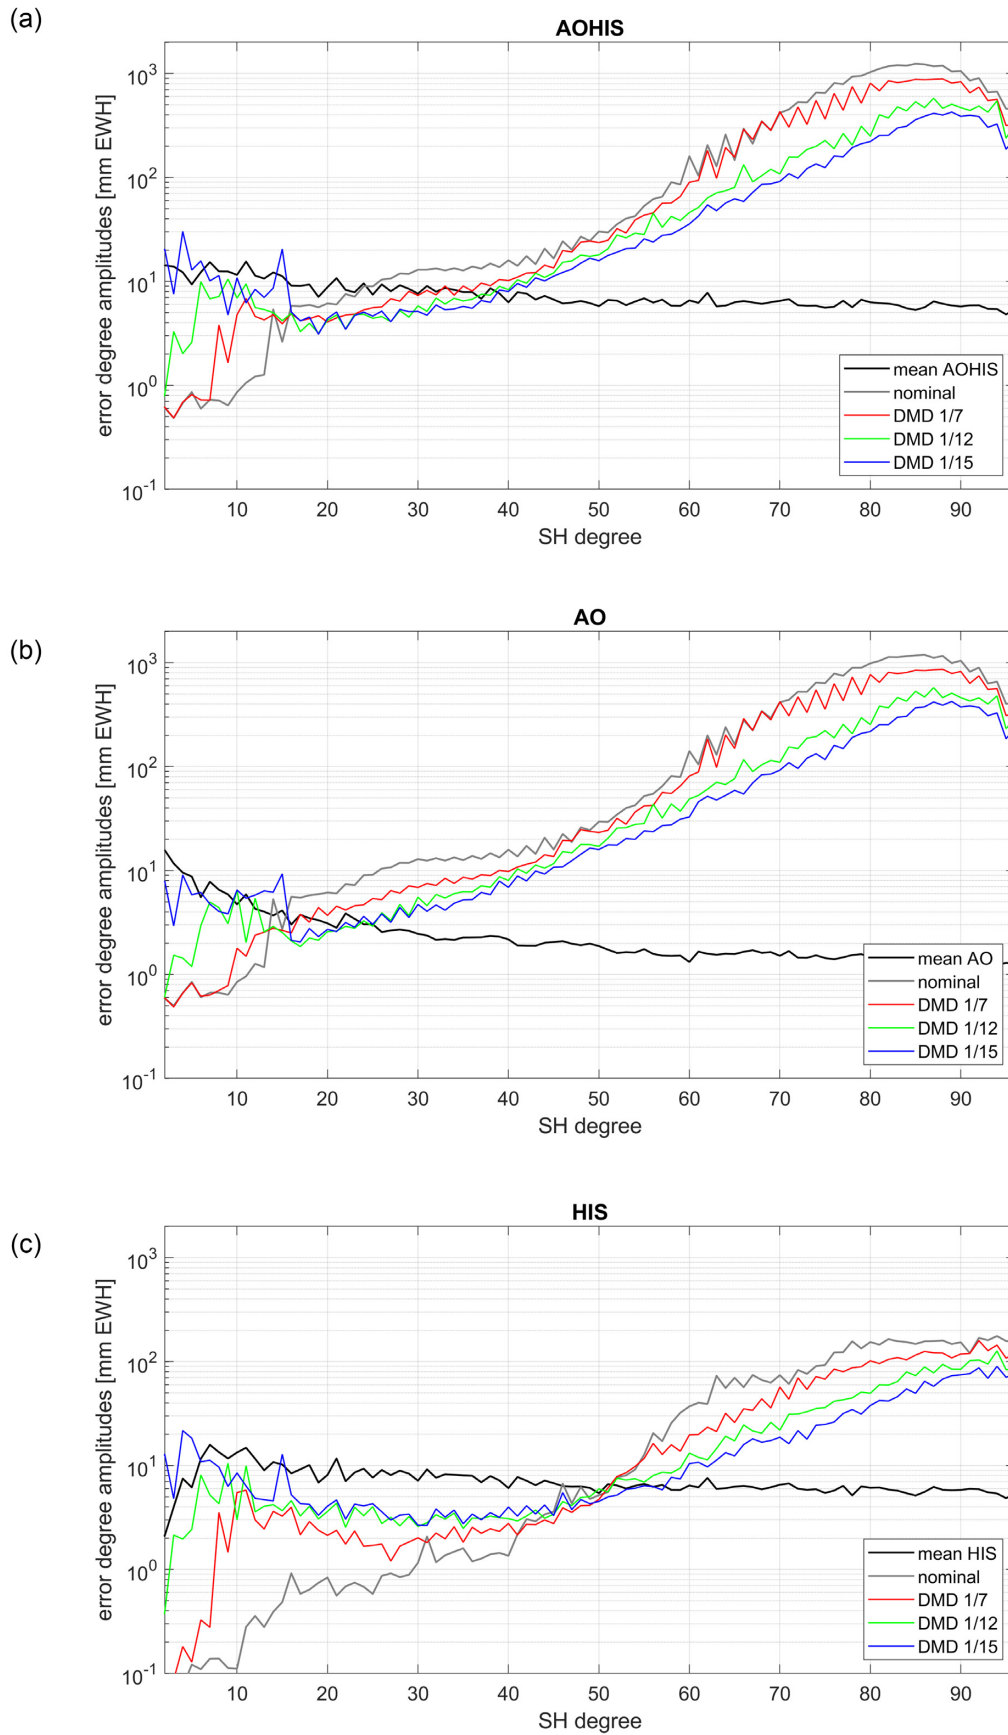 (a)
AOHIS
error degree amplitudes [mm EWH]
10^3
10^2
10^1
10^0
10^-1
mean AOHIS
nominal
DMD 1/7
DMD 1/12
DMD 1/15
10 20 30 40 50 60 70 80 90
SH degree
(b)
AO
error degree amplitudes [mm EWH]
10^3
10^2
10^1
10^0
10^-1
mean AO
nominal
DMD 1/7
DMD 1/12
DMD 1/15
10 20 30 40 50 60 70 80 90
SH degree
(c)
HIS
error degree amplitudes [mm EWH]
10^3
10^2
10^1
10^0
10^-1
mean HIS
nominal
DMD 1/7
DMD 1/12
DMD 1/15
10 20 30 40 50 60 70 80 90
SH degree